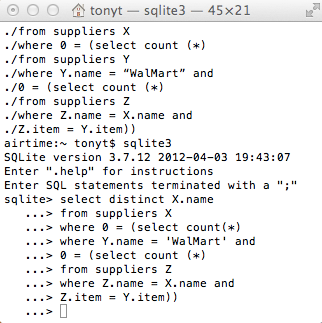 tonyt — sqlite3 — 45×21
./from suppliers X
./where 0 = (select count (*)
./from suppliers Y
./where Y.name = “WalMart” and
./0 = (select count (*)
./from suppliers Z
./where Z.name = X.name and
./Z.item = Y.item))
airtime:~ tonyt$ sqlite3
SQLite version 3.7.12 2012-04-03 19:43:07
Enter ".help" for instructions
Enter SQL statements terminated with a ";"
sqlite> select distinct X.name
...> from suppliers X
...> where 0 = (select count(*)
...> where Y.name = 'WalMart' and
...> 0 = (select count (*)
...> from suppliers Z
...> where Z.name = X.name and
...> Z.item = Y.item))
...>